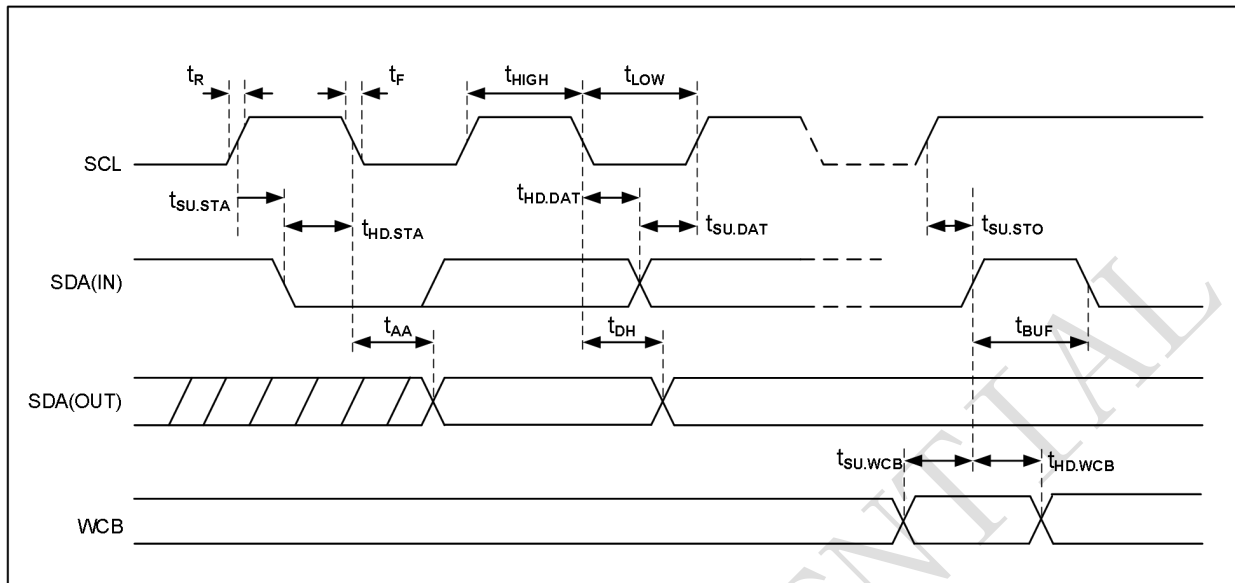 tR
tF
tHIGH
tLOW
SCL
tSU.STA
tHD.STA
tHD.DAT
tSU.DAT
tSU.STO
SDA(IN)
tAA
tDH
tBUF
SDA(OUT)
tSU.WCB
tHD.WCB
WCB
NTIAL